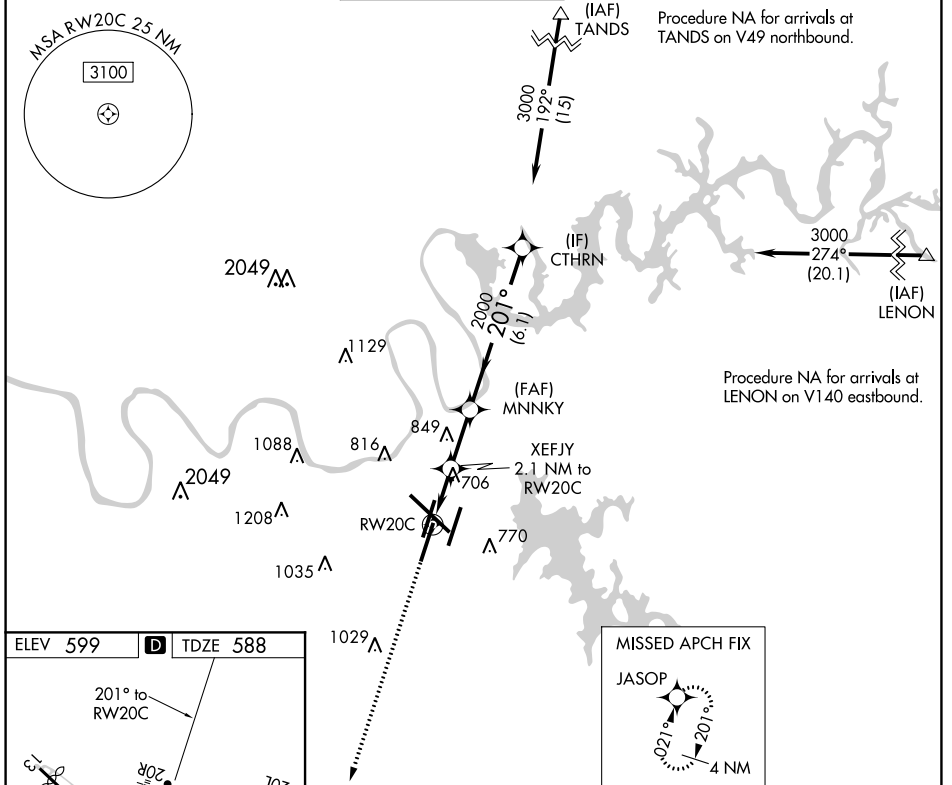 MSA RW20C 25 NM
3100
(IAF)
TANDS
Procedure NA for arrivals at
TANDS on V49 northbound.
3000
192°
(15)
(IF)
CTHRN
3000
274°
(20.1)
(IAF)
LENON
2049
2000
201°
(6.1)
1129
Procedure NA for arrivals at
LENON on V140 eastbound.
(FAF)
MNNKY
849
1088
816
XEFJY
2.1 NM to
RW20C
706
2049
1208
RW20C
770
1035
1029
ELEV 599
D
TDZE 588
201° to
RW20C
13
20R
20L
MISSED APCH FIX
JASOP
021°
201°
4 NM